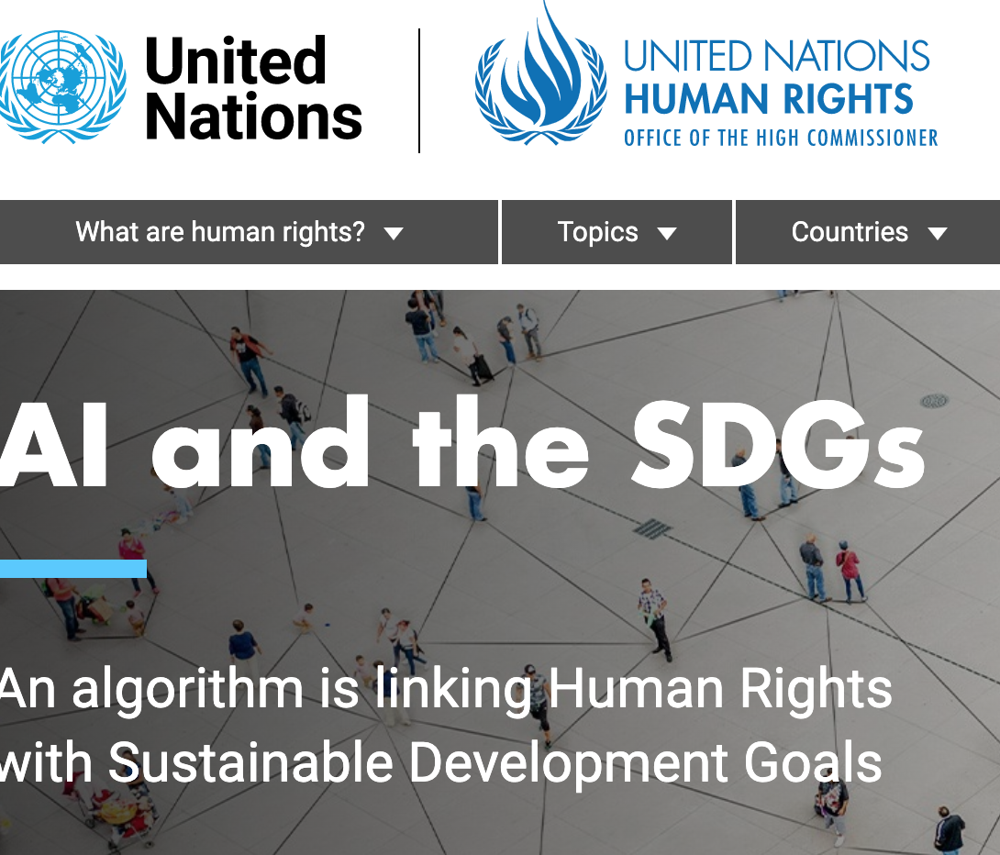 United
Nations
UNITED NATIONS
HUMAN RIGHTS
OFFICE OF THE HIGH COMMISSIONER
What are human rights?
Topics
Countries
AI and the SDGs
An algorithm is linking Human Rights
with Sustainable Development Goals